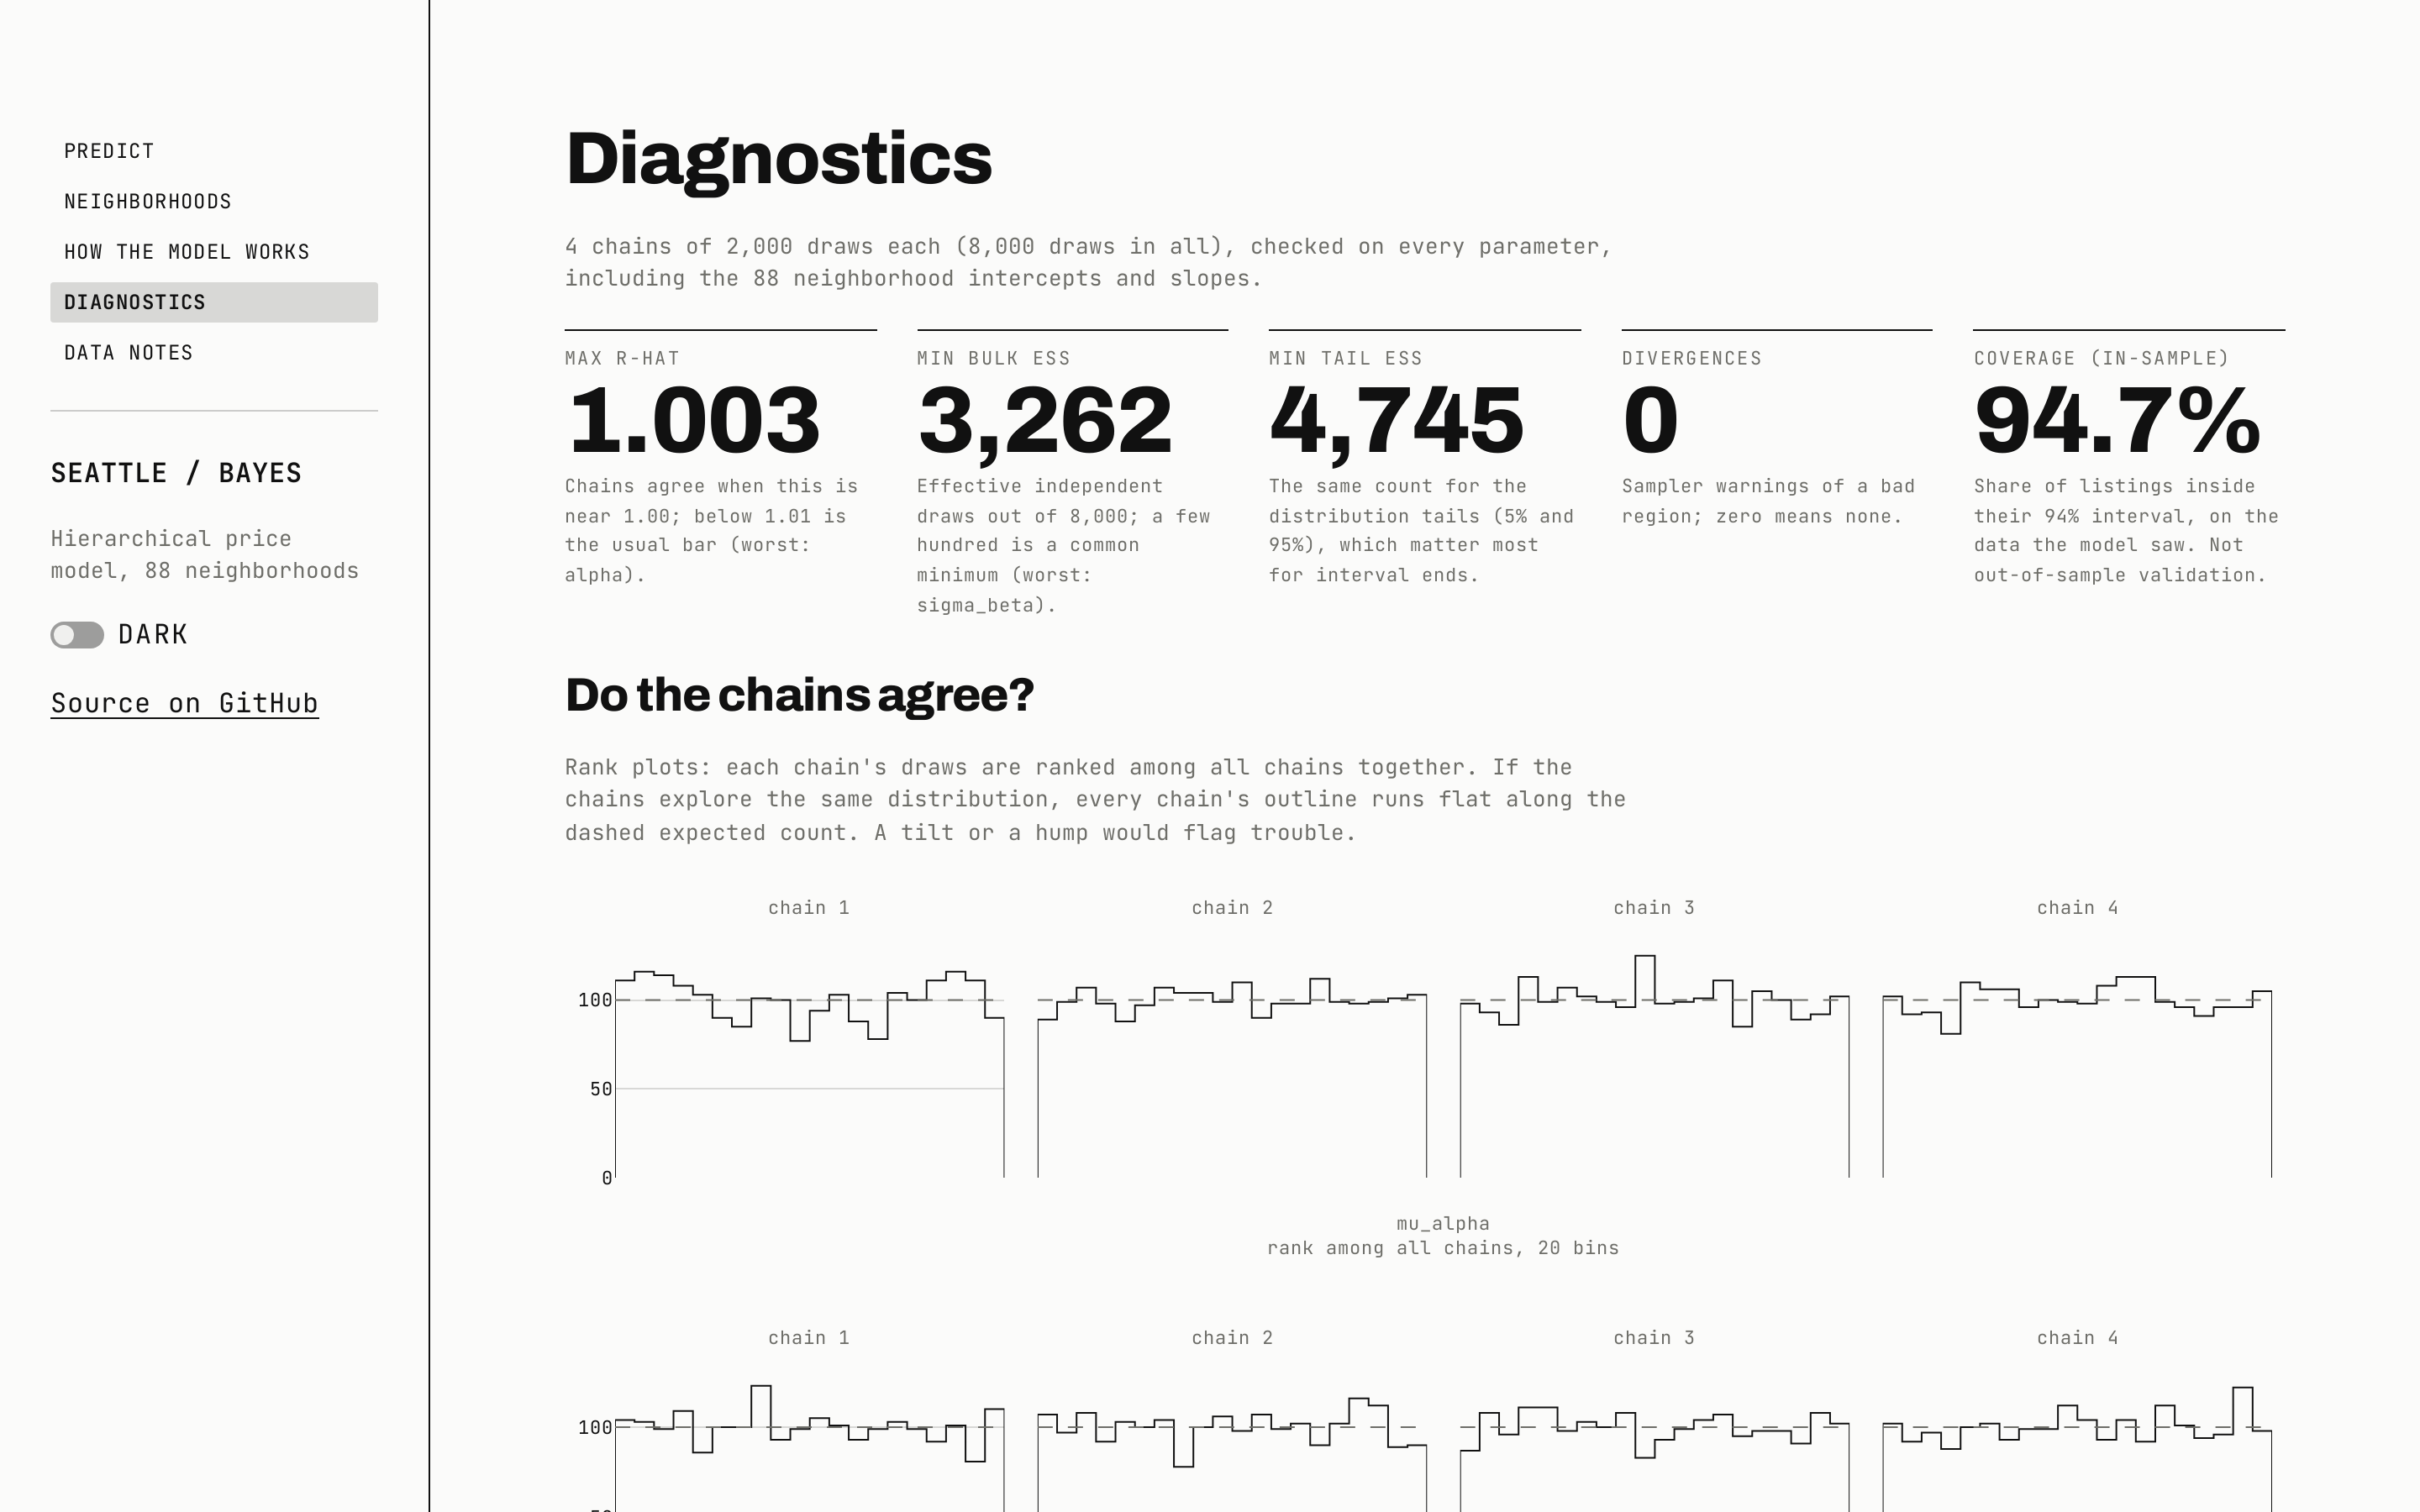 PREDICT
NEIGHBORHOODS
HOW THE MODEL WORKS
DIAGNOSTICS
DATA NOTES
SEATTLE / BAYES
Hierarchical price
model, 88 neighborhoods
DARK
Source on GitHub
Diagnostics
4 chains of 2,000 draws each (8,000 draws in all), checked on every parameter,
including the 88 neighborhood intercepts and slopes.
MAX R-HAT
1.003
Chains agree when this is
near 1.00; below 1.01 is
the usual bar (worst:
alpha).
MIN BULK ESS
3,262
Effective independent
draws out of 8,000; a few
hundred is a common
minimum (worst:
sigma_beta).
MIN TAIL ESS
4,745
The same count for the
distribution tails (5% and
95%), which matter most
for interval ends.
DIVERGENCES
0
Sampler warnings of a bad
region; zero means none.
COVERAGE (IN-SAMPLE)
94.7%
Share of listings inside
their 94% interval, on the
data the model saw. Not
out-of-sample validation.
Do the chains agree?
Rank plots: each chain's draws are ranked among all chains together. If the
chains explore the same distribution, every chain's outline runs flat along the
dashed expected count. A tilt or a hump would flag trouble.
chain 1 chain 2 chain 3 chain 4
100
50
0
mu_alpha
rank among all chains, 20 bins
chain 1 chain 2 chain 3 chain 4
100